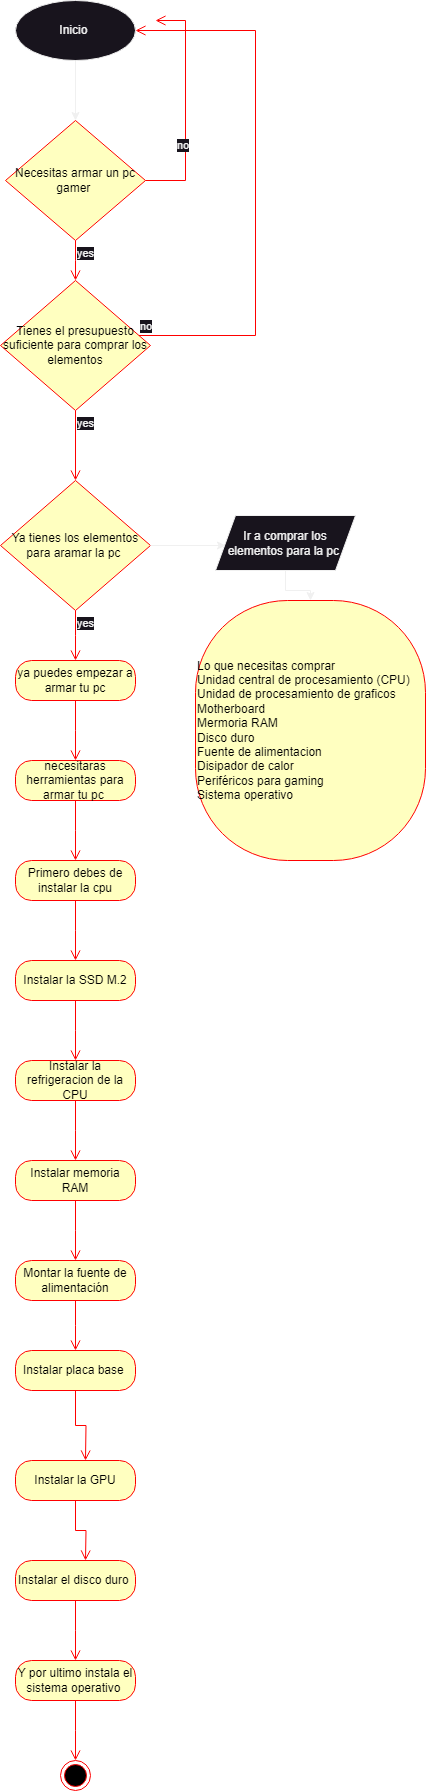 Inicio
Necesitas armar un pc
gamer
no
yes
Tienes el presupuesto
suficiente para comprar los
elementos
no
yes
Ya tienes los elementos
para aramar la pc
Ir a comprar los
elementos para la pc
yes
Lo que necesitas comprar
Unidad central de procesamiento (CPU)
Unidad de procesamiento de graficos
Motherboard
Mermoria RAM
Disco duro
Fuente de alimentacion
Disipador de calor
Periféricos para gaming
Sistema operativo
ya puedes empezar a
armar tu pc
necesitaras
herramientas para
armar tu pc
Primero debes de
instalar la cpu
Instalar la SSD M.2
Instalar la
refrigeracion de la
CPU
Instalar memoria
RAM
Montar la fuente de
alimentación
Instalar placa base
Instalar la GPU
Instalar el disco duro
Y por ultimo instala el
sistema operativo